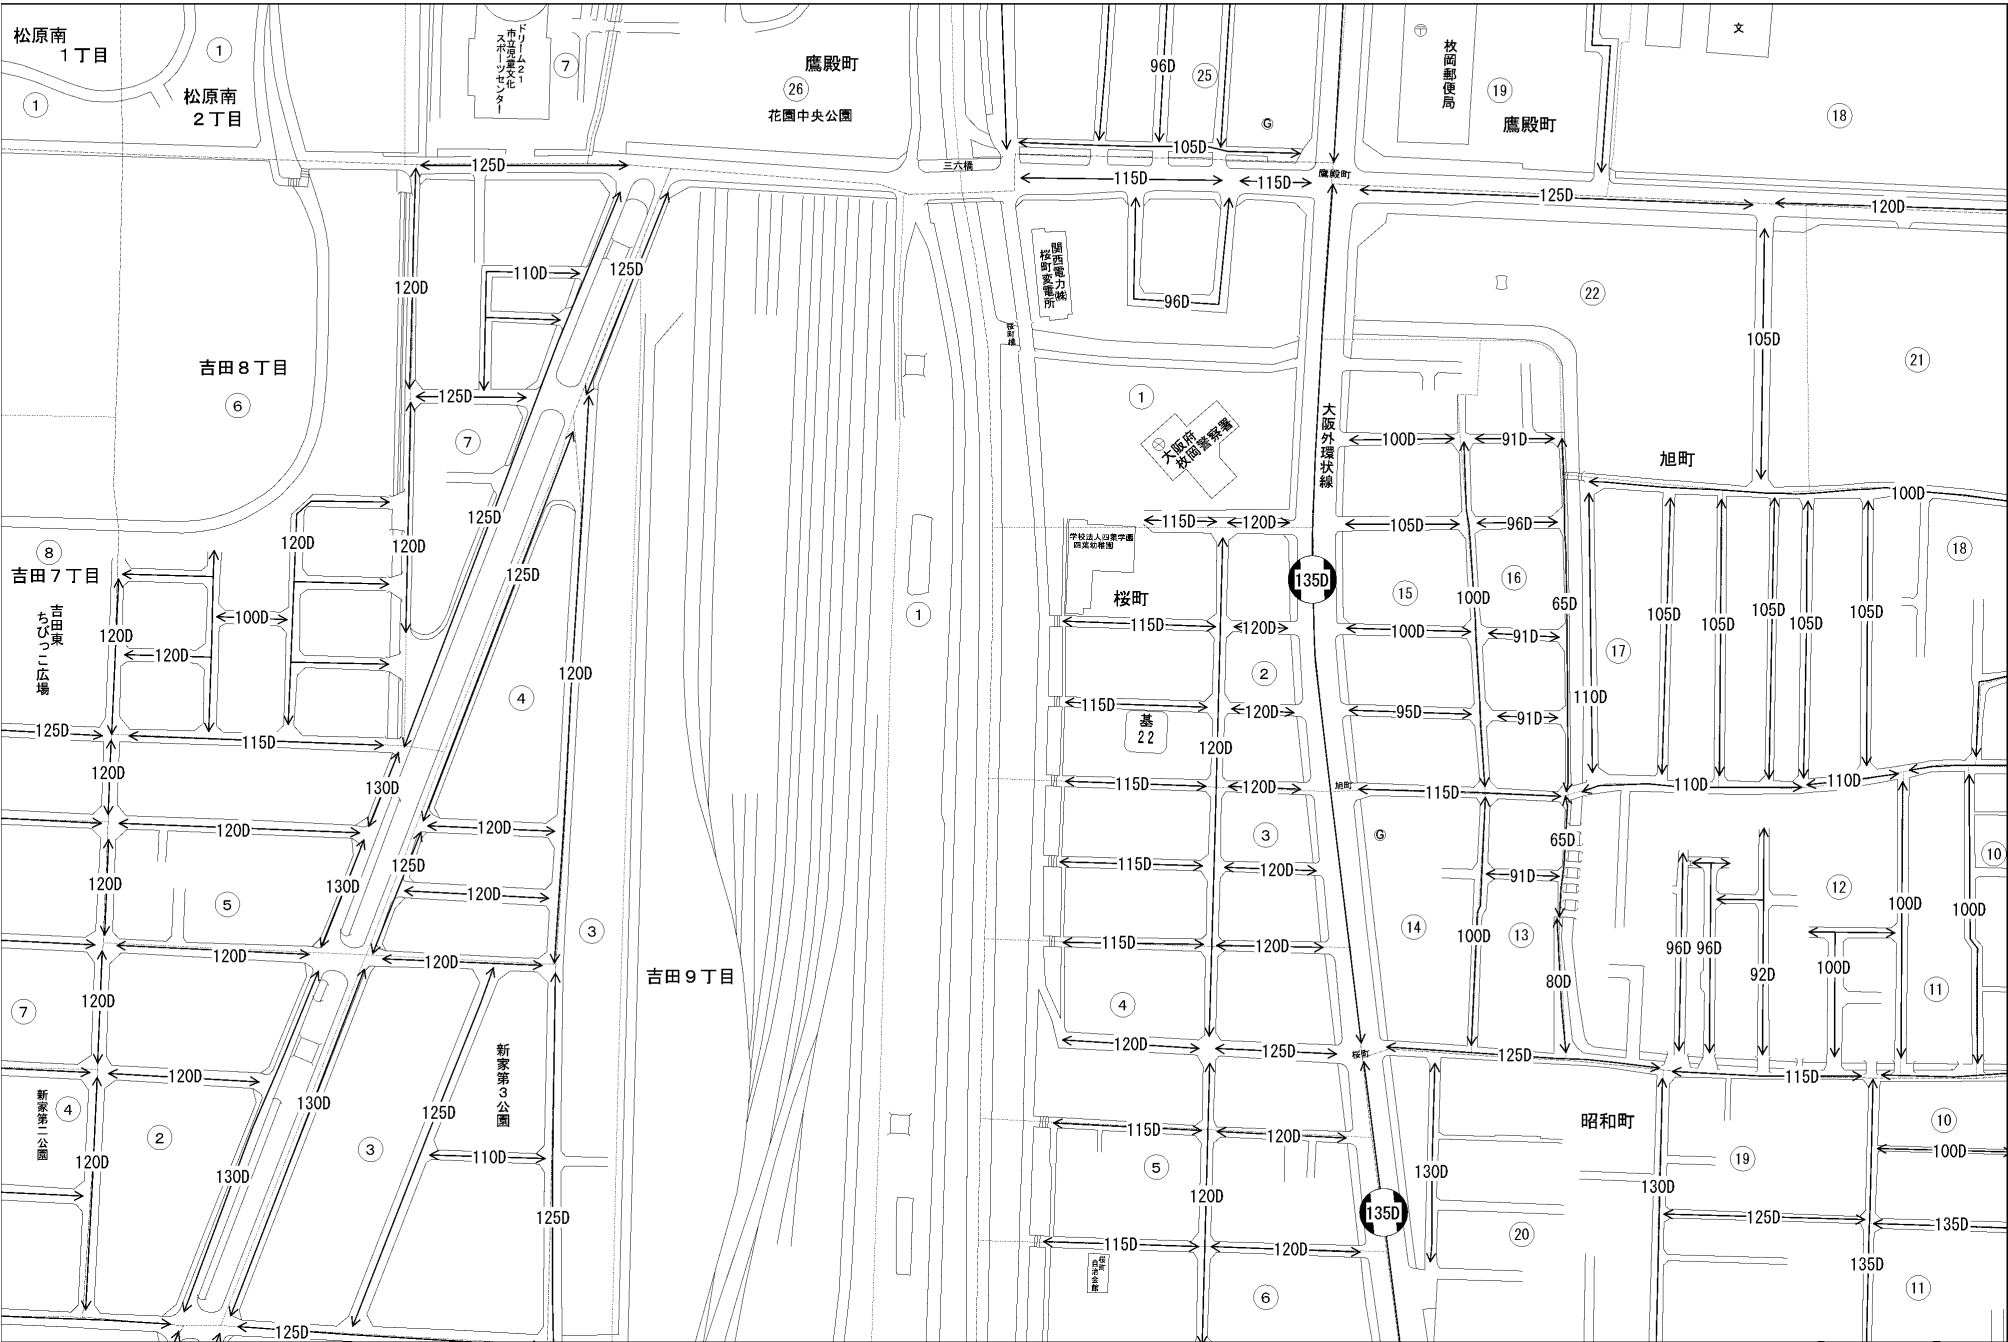 松原南
1丁目
①
①
松原南
2丁目
ドリーム21
市立児童文化
スポーツセンター
⑦
鷹殿町
㉖
花園中央公園
96D
㉕
G
〒
枚岡郵便局
⑲
鷹殿町
文
⑱
125D
三六橋
105D
115D
115D
鷹殿町
125D
120D
120D
110D
125D
関西電力㈱
桜町変電所
96D
桜町橋
㉒
105D
㉑
吉田8丁目
⑥
125D
⑦
①
大阪府
枚岡警察署
大阪外環状線
100D
91D
旭町
100D
125D
120D
120D
125D
115D
120D
105D
96D
学校法人四葉学園
四葉幼稚園
⑧
吉田7丁目
吉田東
ちびっこ広場
120D
100D
120D
①
桜町
135D
⑮
⑯
100D
65D
105D
105D
105D
105D
105D
⑱
115D
120D
100D
91D
⑰
120D
④
②
110D
115D
120D
95D
91D
基
22
125D
115D
120D
120D
130D
115D
120D
旭町
115D
110D
110D
120D
120D
③
G
65D
⑩
120D
130D
125D
120D
115D
120D
91D
⑫
100D
100D
⑤
③
⑭
⑬
100D
96D
96D
92D
100D
120D
120D
115D
120D
80D
吉田9丁目
⑪
⑦
120D
④
120D
125D
桜町
125D
115D
120D
新家第3公園
130D
125D
新家第二公園
④
②
③
昭和町
⑩
115D
120D
100D
120D
130D
110D
⑤
130D
130D
⑲
125D
120D
135D
125D
135D
⑳
115D
120D
135D
桜町
自治会館
⑥
⑪
125D